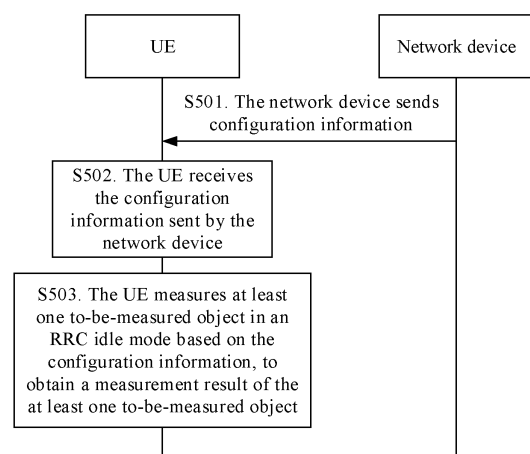 UE
Network device
S501. The network device sends
configuration information
S502. The UE receives
the configuration
information sent by the
network device
S503. The UE measures at least
one to-be-measured object in an
RRC idle mode based on the
configuration information, to
obtain a measurement result of the
at least one to-be-measured object